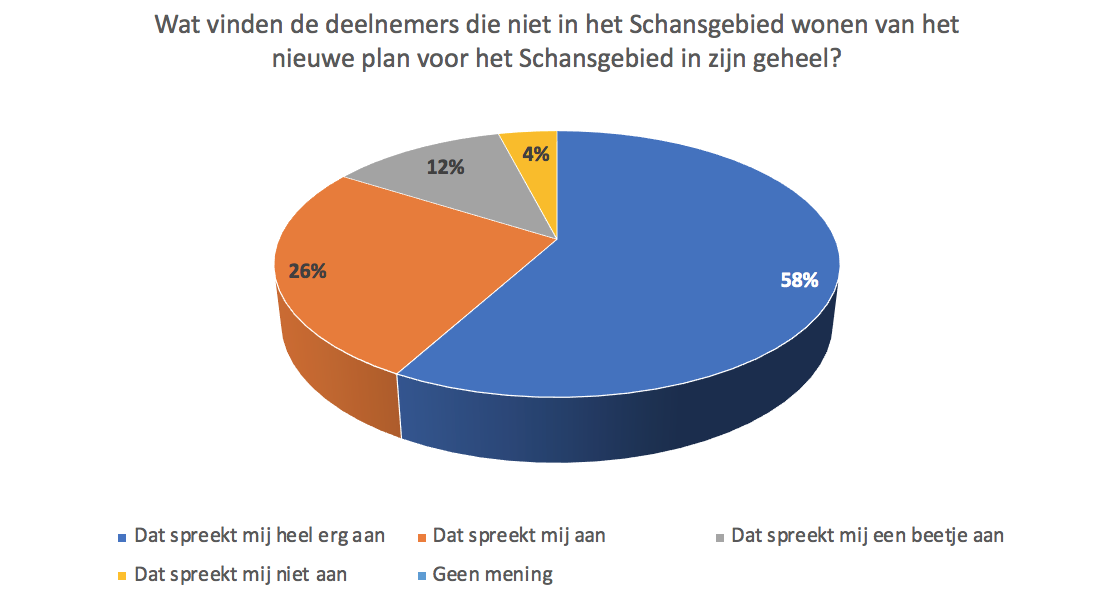 Wat vinden de deelnemers die niet in het Schansgebied wonen van het
nieuwe plan voor het Schansgebied in zijn geheel?
4%
12%
26%
58%
Dat spreekt mij heel erg aan
Dat spreekt mij aan
Dat spreekt mij een beetje aan
Dat spreekt mij niet aan
Geen mening